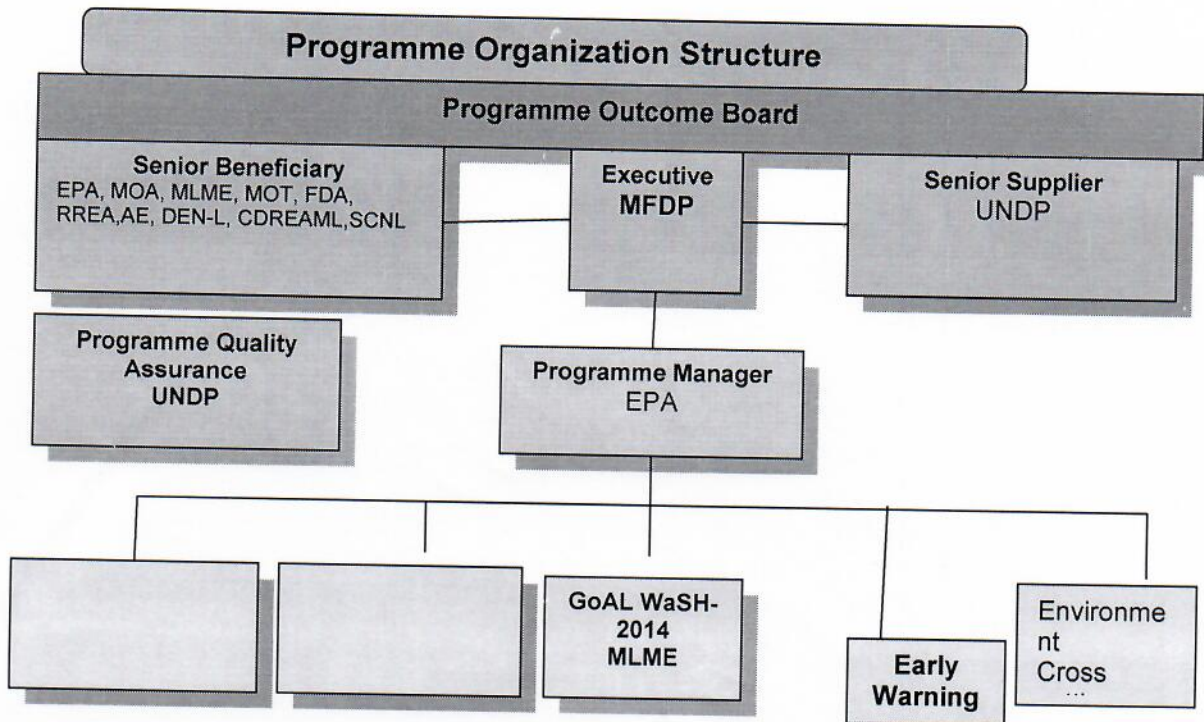 Programme Organization Structure
Programme Outcome Board
Senior Beneficiary
EPA, MOA, MLME, MOT, FDA,
RREA,AE, DEN-L, CDREAML,SCNL
Executive
MFDP
Senior Supplier
UNDP
Programme Quality
Assurance
UNDP
Programme Manager
EPA
GoAL WaSH-
2014
MLME
Early
Warning
Environme
nt
Cross
...